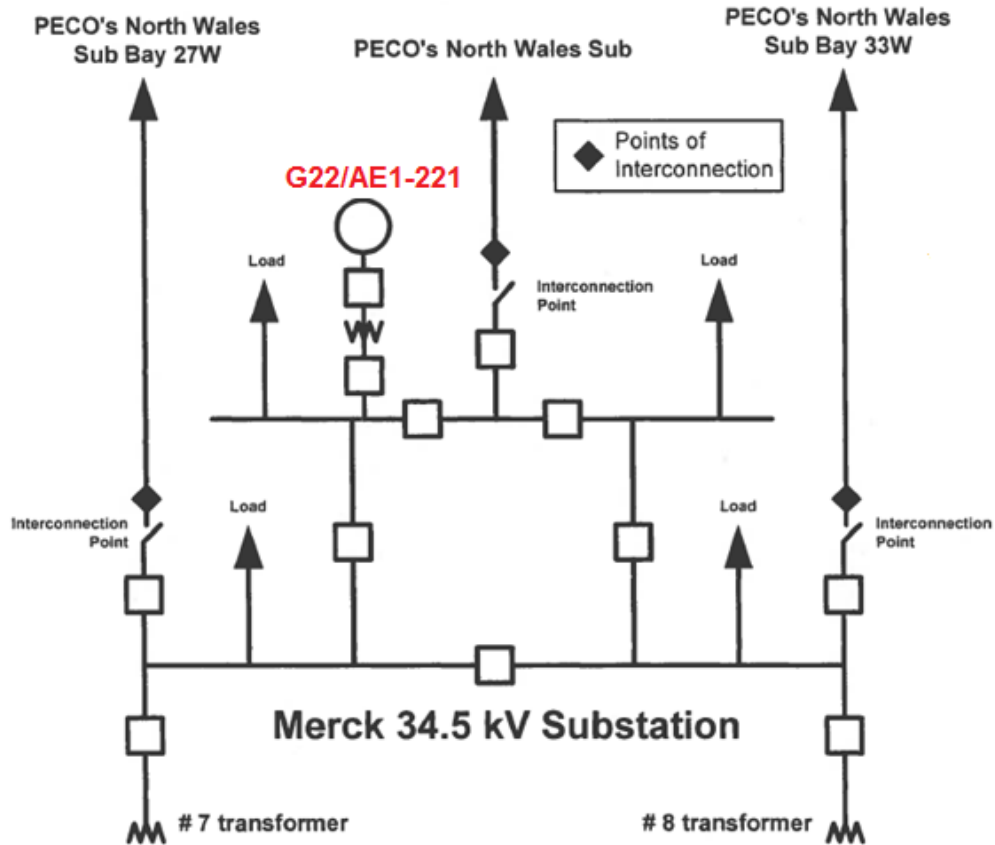 PECO's North Wales
Sub Bay 27W
PECO's North Wales Sub
PECO's North Wales
Sub Bay 33W
Points of
Interconnection
G22/AE1-221
Load
Interconnection
Point
Load
Interconnection
Point
Load
Load
Interconnection
Point
Merck 34.5 kV Substation
# 7 transformer
# 8 transformer